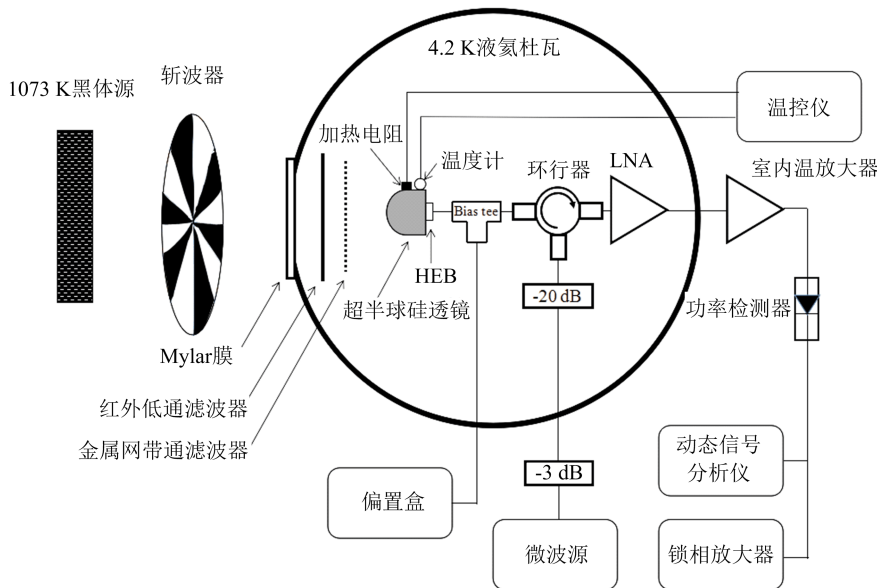 4.2 K液氦杜瓦
斩波器
1073 K黑体源
温控仪
加热电阻
温度计
环行器
LNA
室内温放大器
Bias tee
HEB
超半球硅透镜
-20 dB
功率检测器
Mylar膜
红外低通滤波器
金属网带通滤波器
动态信号
分析仪
-3 dB
偏置盒
微波源
锁相放大器